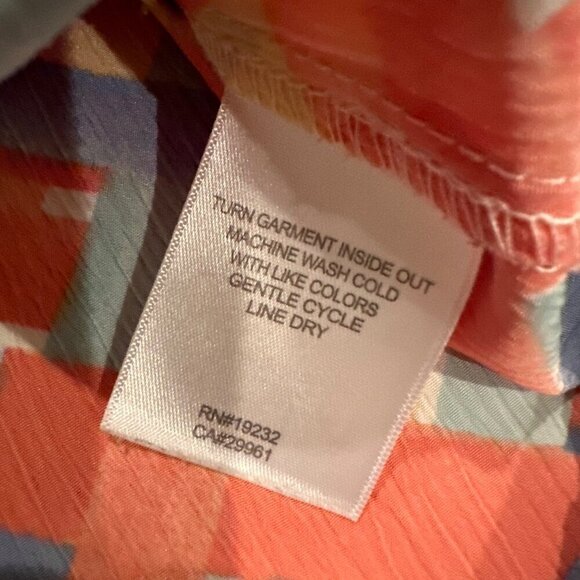 TURN GARMENT INSIDE OUT
MACHINE WASH COLD
WITH LIKE COLORS
GENTLE CYCLE
LINE DRY
RN#19232
CA#29961